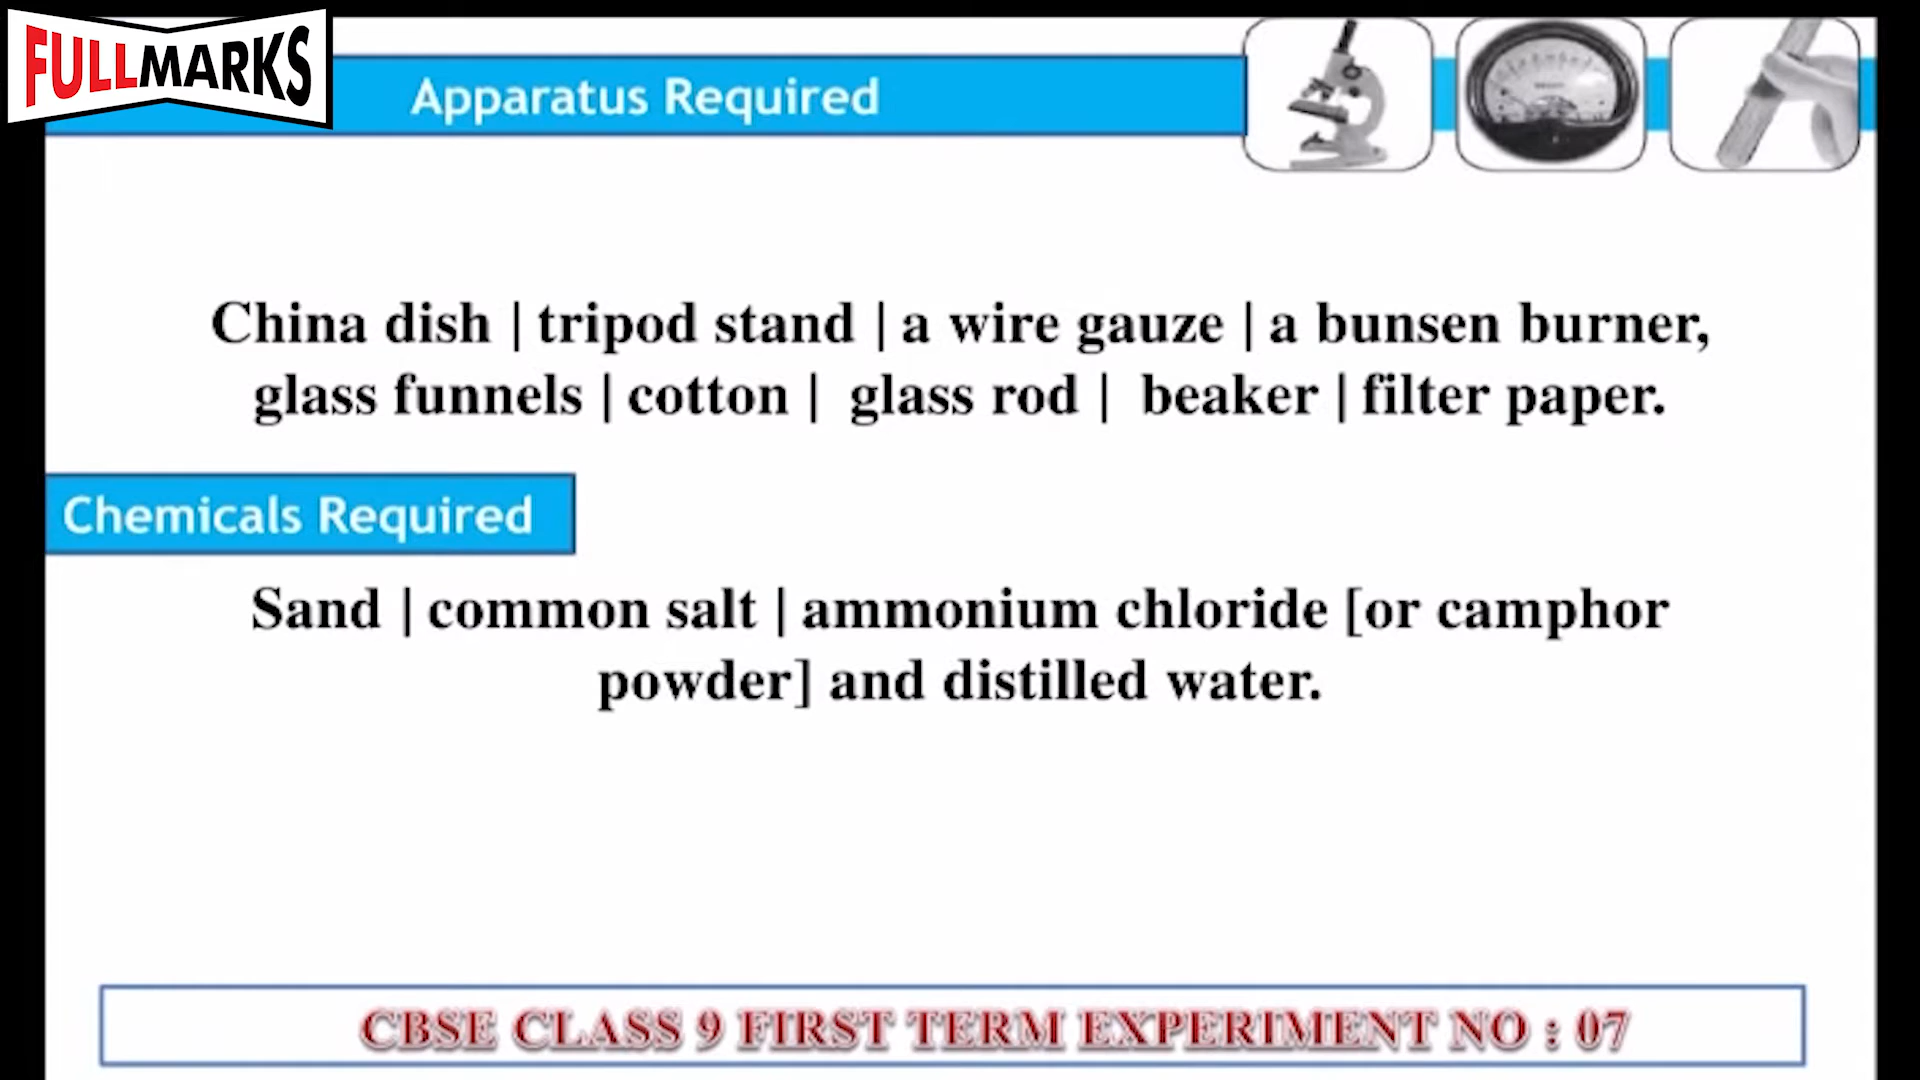 FULLMARKS
Apparatus Required
China dish | tripod stand | a wire gauze | a bunsen burner,
glass funnels | cotton | glass rod | beaker | filter paper.
Chemicals Required
Sand | common salt | ammonium chloride [or camphor
powder] and distilled water.
CBSE CLASS 9 FIRST TERM EXPERIMENT NO : 07